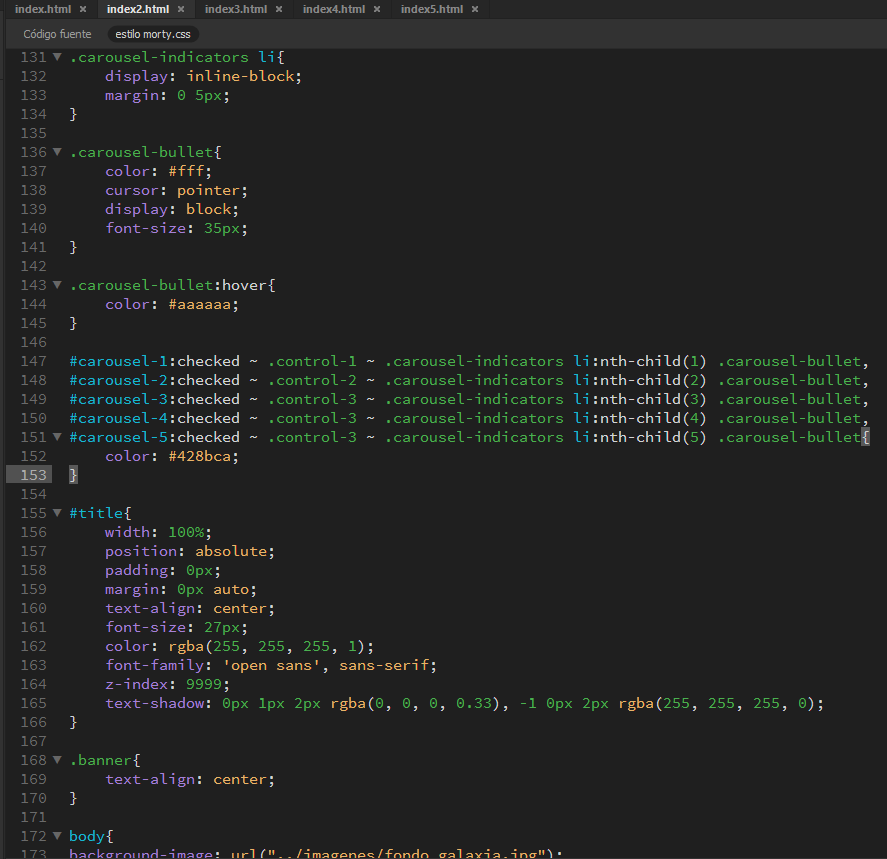 index.html × index2.html × index3.html × index4.html × index5.html ×
Código fuente estilo morty.css
131 ▼ .carousel-indicators li{
132     display: inline-block;
133     margin: 0 5px;
134 }
135
136 ▼ .carousel-bullet{
137     color: #fff;
138     cursor: pointer;
139     display: block;
140     font-size: 35px;
141 }
142
143 ▼ .carousel-bullet:hover{
144     color: #aaaaaa;
145 }
146
147 #carousel-1:checked ~ .control-1 ~ .carousel-indicators li:nth-child(1) .carousel-bullet,
148 #carousel-2:checked ~ .control-2 ~ .carousel-indicators li:nth-child(2) .carousel-bullet,
149 #carousel-3:checked ~ .control-3 ~ .carousel-indicators li:nth-child(3) .carousel-bullet,
150 #carousel-4:checked ~ .control-3 ~ .carousel-indicators li:nth-child(4) .carousel-bullet,
151 ▼ #carousel-5:checked ~ .control-3 ~ .carousel-indicators li:nth-child(5) .carousel-bullet{
152     color: #428bca;
153 }
154
155 ▼ #title{
156     width: 100%;
157     position: absolute;
158     padding: 0px;
159     margin: 0px auto;
160     text-align: center;
161     font-size: 27px;
162     color: rgba(255, 255, 255, 1);
163     font-family: 'open sans', sans-serif;
164     z-index: 9999;
165     text-shadow: 0px 1px 2px rgba(0, 0, 0, 0.33), -1 0px 2px rgba(255, 255, 255, 0);
166 }
167
168 ▼ .banner{
169     text-align: center;
170 }
171
172 ▼ body{
173 background-image: url("../imagenes/fondo galaxia.jpg");